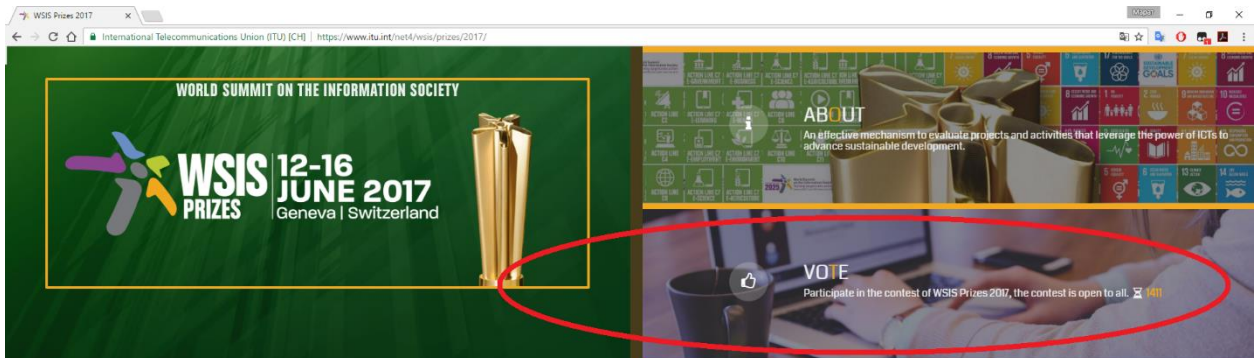 WSIS Prizes 2017
International Telecommunications Union (ITU) [CH] | https://www.itu.int/net4/wsis/prizes/2017/
WORLD SUMMIT ON THE INFORMATION SOCIETY
WSIS
PRIZES
12-16
JUNE 2017
Geneva | Switzerland
ABOUT
An effective mechanism to evaluate projects and activities that leverage the power of ICTs to
advance sustainable development.
VOTE
Participate in the contest of WSIS Prizes 2017, the contest is open to all. 1411